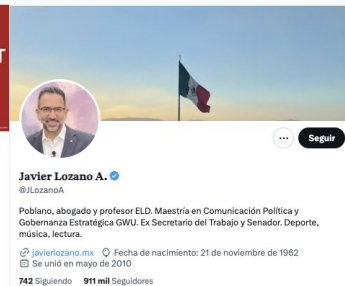 T
Seguir
Javier Lozano A.
@JLozanoA
Poblano, abogado y profesor ELD. Maestría en Comunicación Política y
Gobernanza Estratégica GWU. Ex Secretario del Trabajo y Senador. Deporte,
música, lectura.
javierlozano.mx Fecha de nacimiento: 21 de noviembre de 1962
Se unió en mayo de 2010
742 Siguiendo 911 mil Seguidores